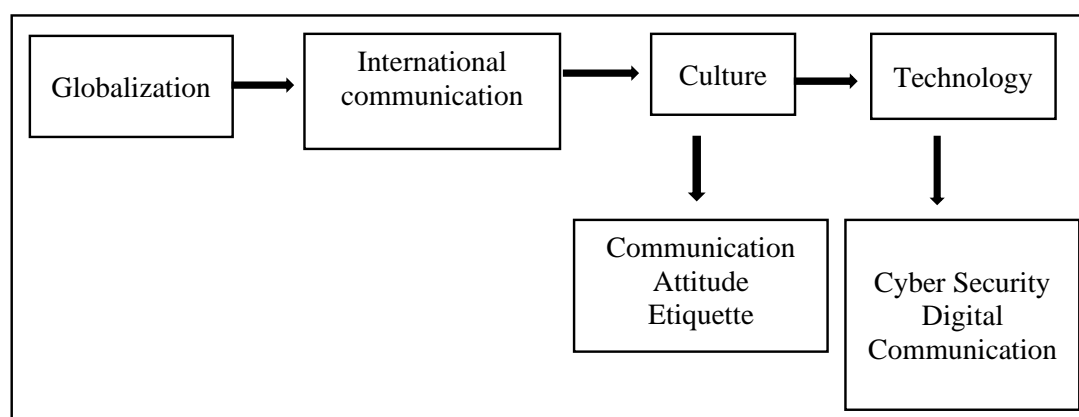 Globalization
International
communication
Culture
Technology
Communication
Attitude
Etiquette
Cyber Security
Digital
Communication